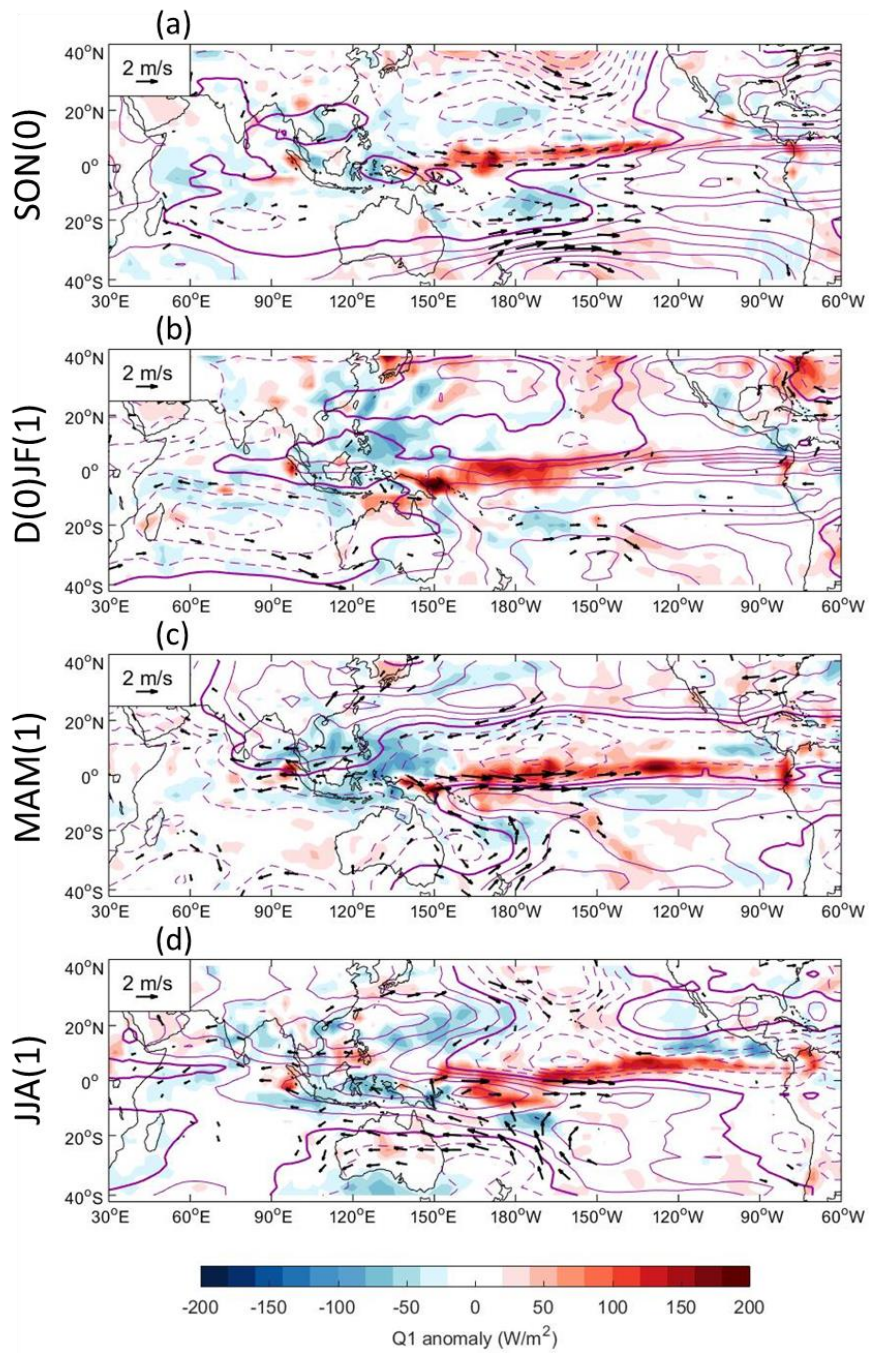 (a)
2 m/s
SON(0)
40°N
20°N
0°
20°S
40°S
30°E 60°E 90°E 120°E 150°E 180°W 150°W 120°W 90°W 60°W
(b)
2 m/s
D(0)JF(1)
40°N
20°N
0°
20°S
40°S
30°E 60°E 90°E 120°E 150°E 180°W 150°W 120°W 90°W 60°W
(c)
2 m/s
MAM(1)
40°N
20°N
0°
20°S
40°S
30°E 60°E 90°E 120°E 150°E 180°W 150°W 120°W 90°W 60°W
(d)
2 m/s
JJA(1)
40°N
20°N
0°
20°S
40°S
30°E 60°E 90°E 120°E 150°E 180°W 150°W 120°W 90°W 60°W
-200 -150 -100 -50 0 50 100 150 200
Q1 anomaly (W/m²)